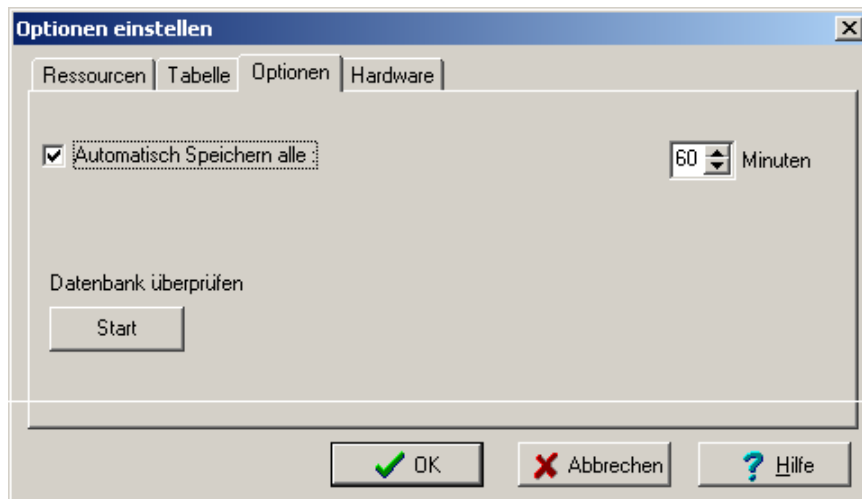 Optionen einstellen
Ressourcen Tabelle Optionen Hardware
Automatisch Speichern alle : 60 Minuten
Datenbank überprüfen
Start
OK Abbrechen Hilfe